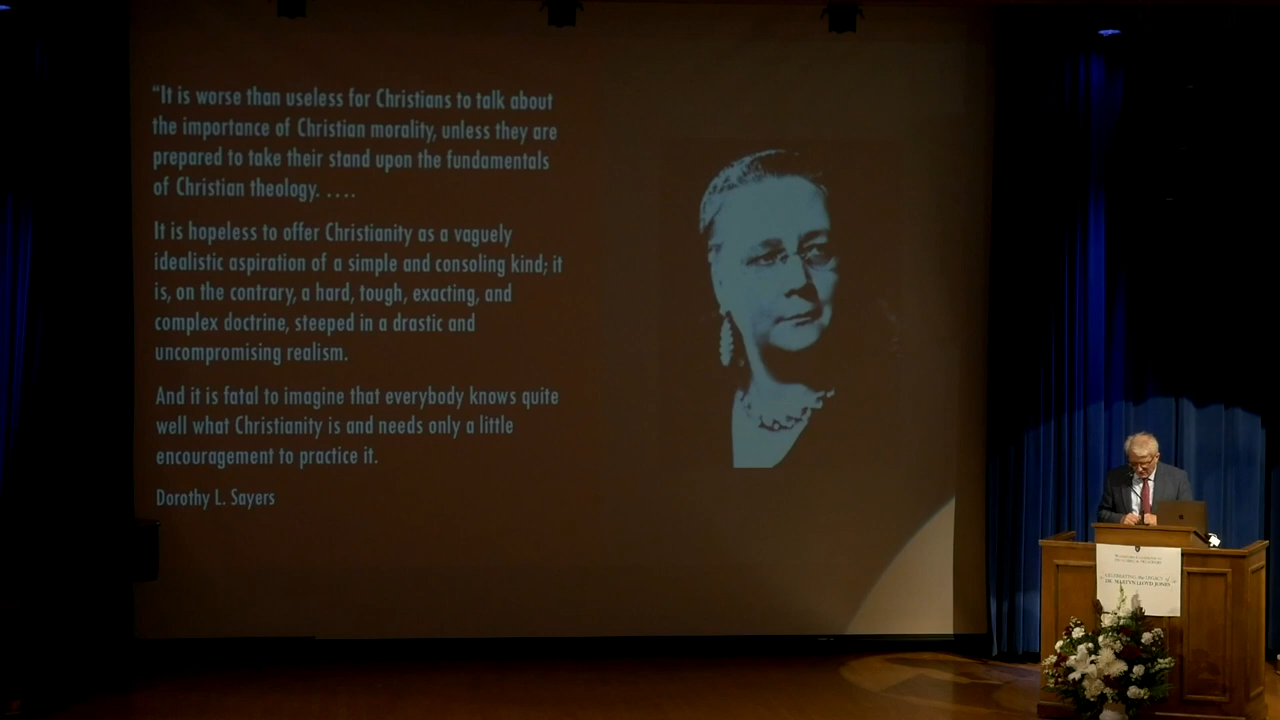 “It is worse than useless for Christians to talk about
the importance of Christian morality, unless they are
prepared to take their stand upon the fundamentals
of Christian theology. ....
It is hopeless to offer Christianity as a vaguely
idealistic aspiration of a simple and consoling kind; it
is, on the contrary, a hard, tough, exacting, and
complex doctrine, steeped in a drastic and
uncompromising realism.
And it is fatal to imagine that everybody knows quite
well what Christianity is and needs only a little
encouragement to practice it.
Dorothy L. Sayers
CELEBRATING the LEGACY of
DR. MARTYN LLOYD-JONES